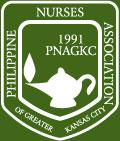 PHILIPPINE
NURSES
ASSOCIATION
1991
PNAGKC
OF GREATER KANSAS CITY